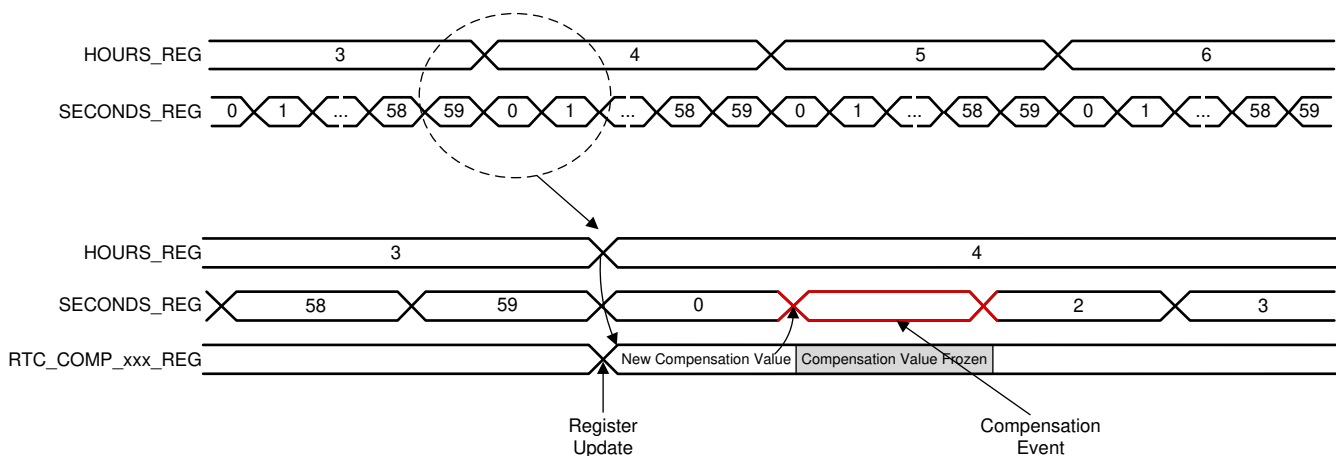 HOURS_REG 3 4 5 6
SECONDS_REG 0 1 ... 58 59 0 1 ... 58 59 0 1 ... 58 59 0 1 ... 58 59
HOURS_REG 3 4
SECONDS_REG 58 59 0 2 3
RTC_COMP_xxx_REG New Compensation Value Compensation Value Frozen
Register
Update
Compensation
Event